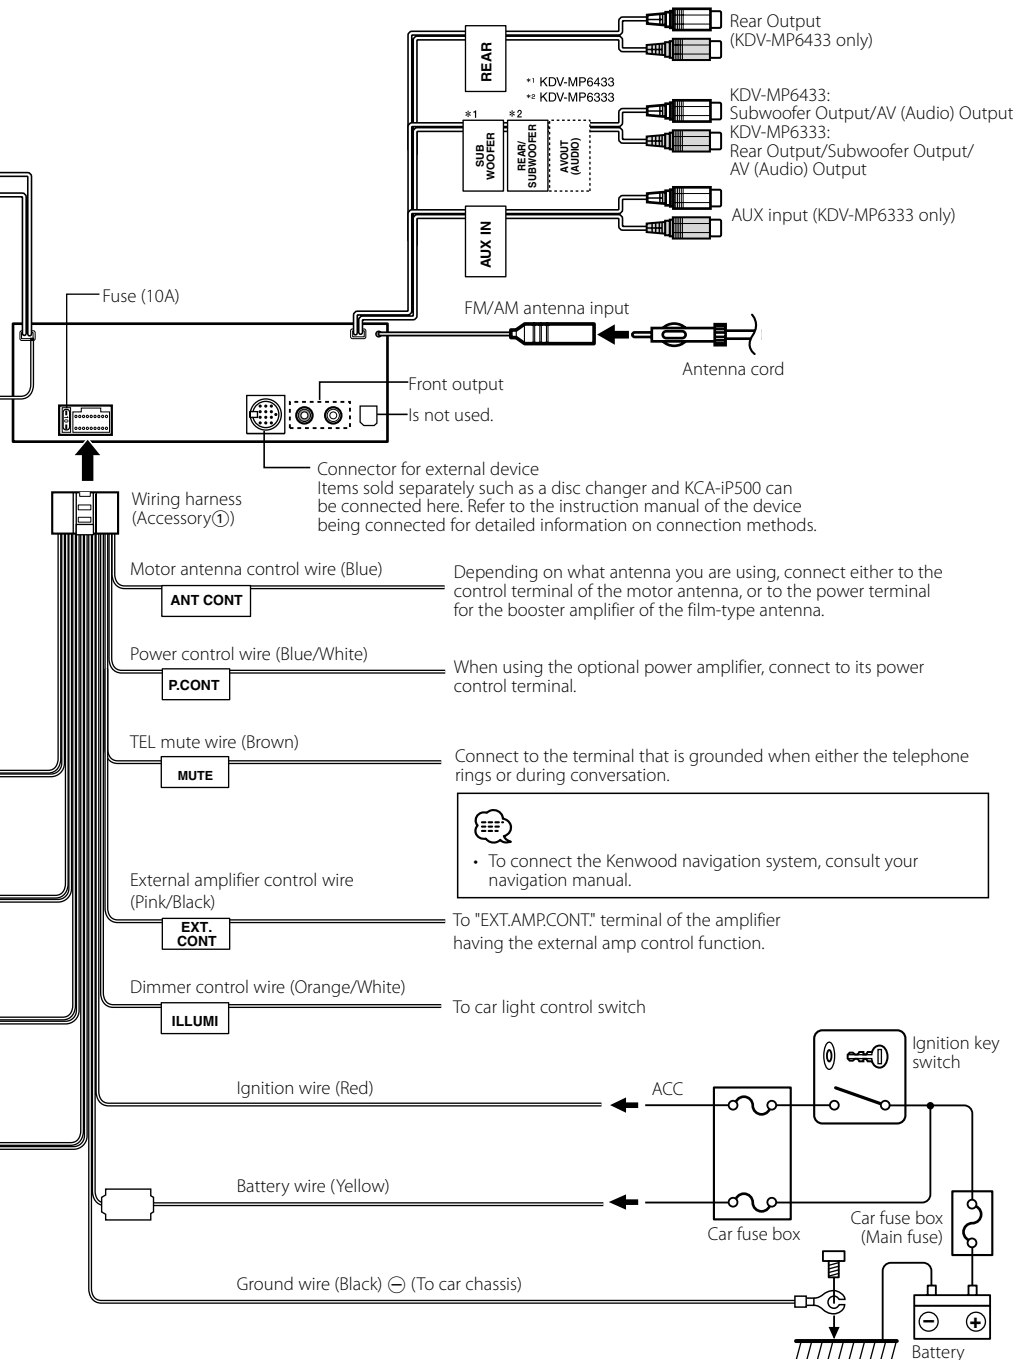 Rear Output
(KDV-MP6433 only)
REAR
*1 KDV-MP6433
*2 KDV-MP6333
*1
*2
SUB
WOOFER
REAR/
SUBWOOFER
AVOUT
(AUDIO)
KDV-MP6433:
Subwoofer Output/AV (Audio) Output
KDV-MP6333:
Rear Output/Subwoofer Output/
AV (Audio) Output
AUX IN
AUX input (KDV-MP6333 only)
Fuse (10A)
FM/AM antenna input
Antenna cord
Front output
Is not used.
Connector for external device
Items sold separately such as a disc changer and KCA-iP500 can
be connected here. Refer to the instruction manual of the device
being connected for detailed information on connection methods.
Wiring harness
(Accessory①)
Motor antenna control wire (Blue)
ANT CONT
Depending on what antenna you are using, connect either to the
control terminal of the motor antenna, or to the power terminal
for the booster amplifier of the film-type antenna.
Power control wire (Blue/White)
P.CONT
When using the optional power amplifier, connect to its power
control terminal.
TEL mute wire (Brown)
MUTE
Connect to the terminal that is grounded when either the telephone
rings or during conversation.
• To connect the Kenwood navigation system, consult your
navigation manual.
External amplifier control wire
(Pink/Black)
EXT.
CONT
To "EXT.AMP.CONT." terminal of the amplifier
having the external amp control function.
Dimmer control wire (Orange/White)
ILLUMI
To car light control switch
Ignition key
switch
Ignition wire (Red)
ACC
Battery wire (Yellow)
Car fuse box
Car fuse box
(Main fuse)
Ground wire (Black) ⊖ (To car chassis)
Battery